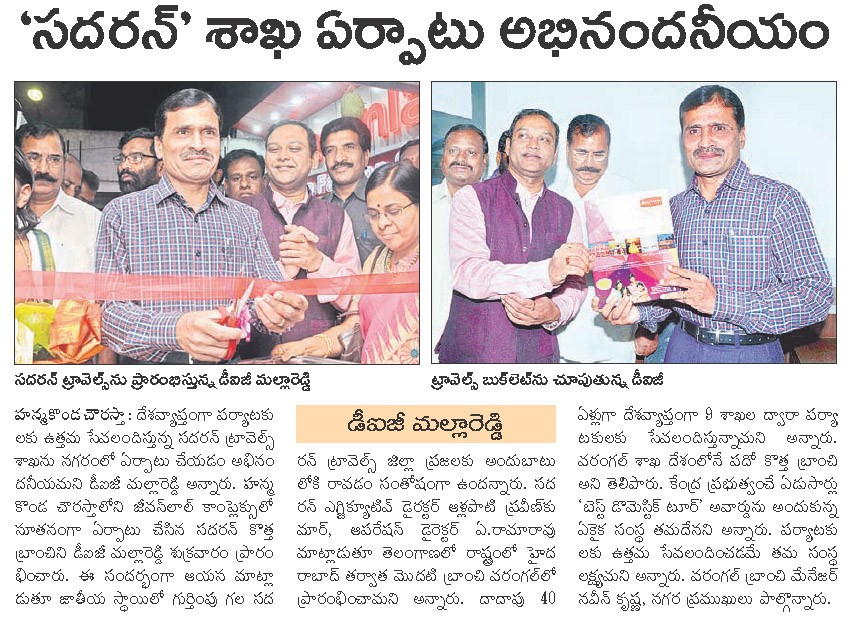 ‘సదరన్’ శాఖ ఏర్పాటు అభినందనీయం
సదరన్ ట్రావెల్స్‌ను ప్రారంభిస్తున్న డీఐజీ మల్లారెడ్డి
ట్రావెల్స్ బుక్‌లెట్‌ను చూపుతున్న డీఐజీ
హన్మకొండ చౌరస్తా : దేశవ్యాప్తంగా పర్యాటకు
లకు ఉత్తమ సేవలందిస్తున్న సదరన్ ట్రావెల్స్
శాఖను నగరంలో ఏర్పాటు చేయడం అభినం
దనీయమని డీఐజీ మల్లారెడ్డి అన్నారు. హన్మ
కొండ చౌరస్తాలోని జీవన్‌లాల్ కాంప్లెక్స్‌లో
నూతనంగా ఏర్పాటు చేసిన సదరన్ కొత్త
బ్రాంచిని డీఐజీ మల్లారెడ్డి శుక్రవారం ప్రారం
భించారు. ఈ సందర్భంగా ఆయన మాట్లా
డుతూ జాతీయ స్థాయిలో గుర్తింపు గల సద
డీఐజీ మల్లారెడ్డి
రన్ ట్రావెల్స్ జిల్లా ప్రజలకు అందుబాటు
లోకి రావడం సంతోషంగా ఉందన్నారు. సద
రన్ ఎగ్జిక్యూటివ్ డైరక్టర్ ఆళ్లపాటి ప్రవీణ్‌కు
మార్, ఆపరేషన్ డైరెక్టర్ ఏ.రామారావు
మాట్లాడుతూ తెలంగాణలో రాష్ట్రంలో హైద
రాబాద్ తర్వాత మొదటి బ్రాంచి వరంగల్‌లో
ప్రారంభించామని అన్నారు. దాదాపు 40
ఏళ్లుగా దేశవ్యాప్తంగా 9 శాఖల ద్వారా పర్యా
టకులకు సేవలందిస్తున్నామని అన్నారు.
వరంగల్ శాఖ దేశంలోనే పదో కొత్త బ్రాంచి
అని తెలిపారు. కేంద్ర ప్రభుత్వంచే ఏడుసార్లు
‘బెస్ట్ డొమెస్టిక్ టూర్’ అవార్డును అందుకున్న
ఏకైక సంస్థ తమదేనని అన్నారు. పర్యాటకు
లకు ఉత్తమ సేవలందించడమే తమ సంస్థ
లక్ష్యమని అన్నారు. వరంగల్ బ్రాంచి మేనేజర్
నవీన్ కృష్ణ, నగర ప్రముఖులు పాల్గొన్నారు.